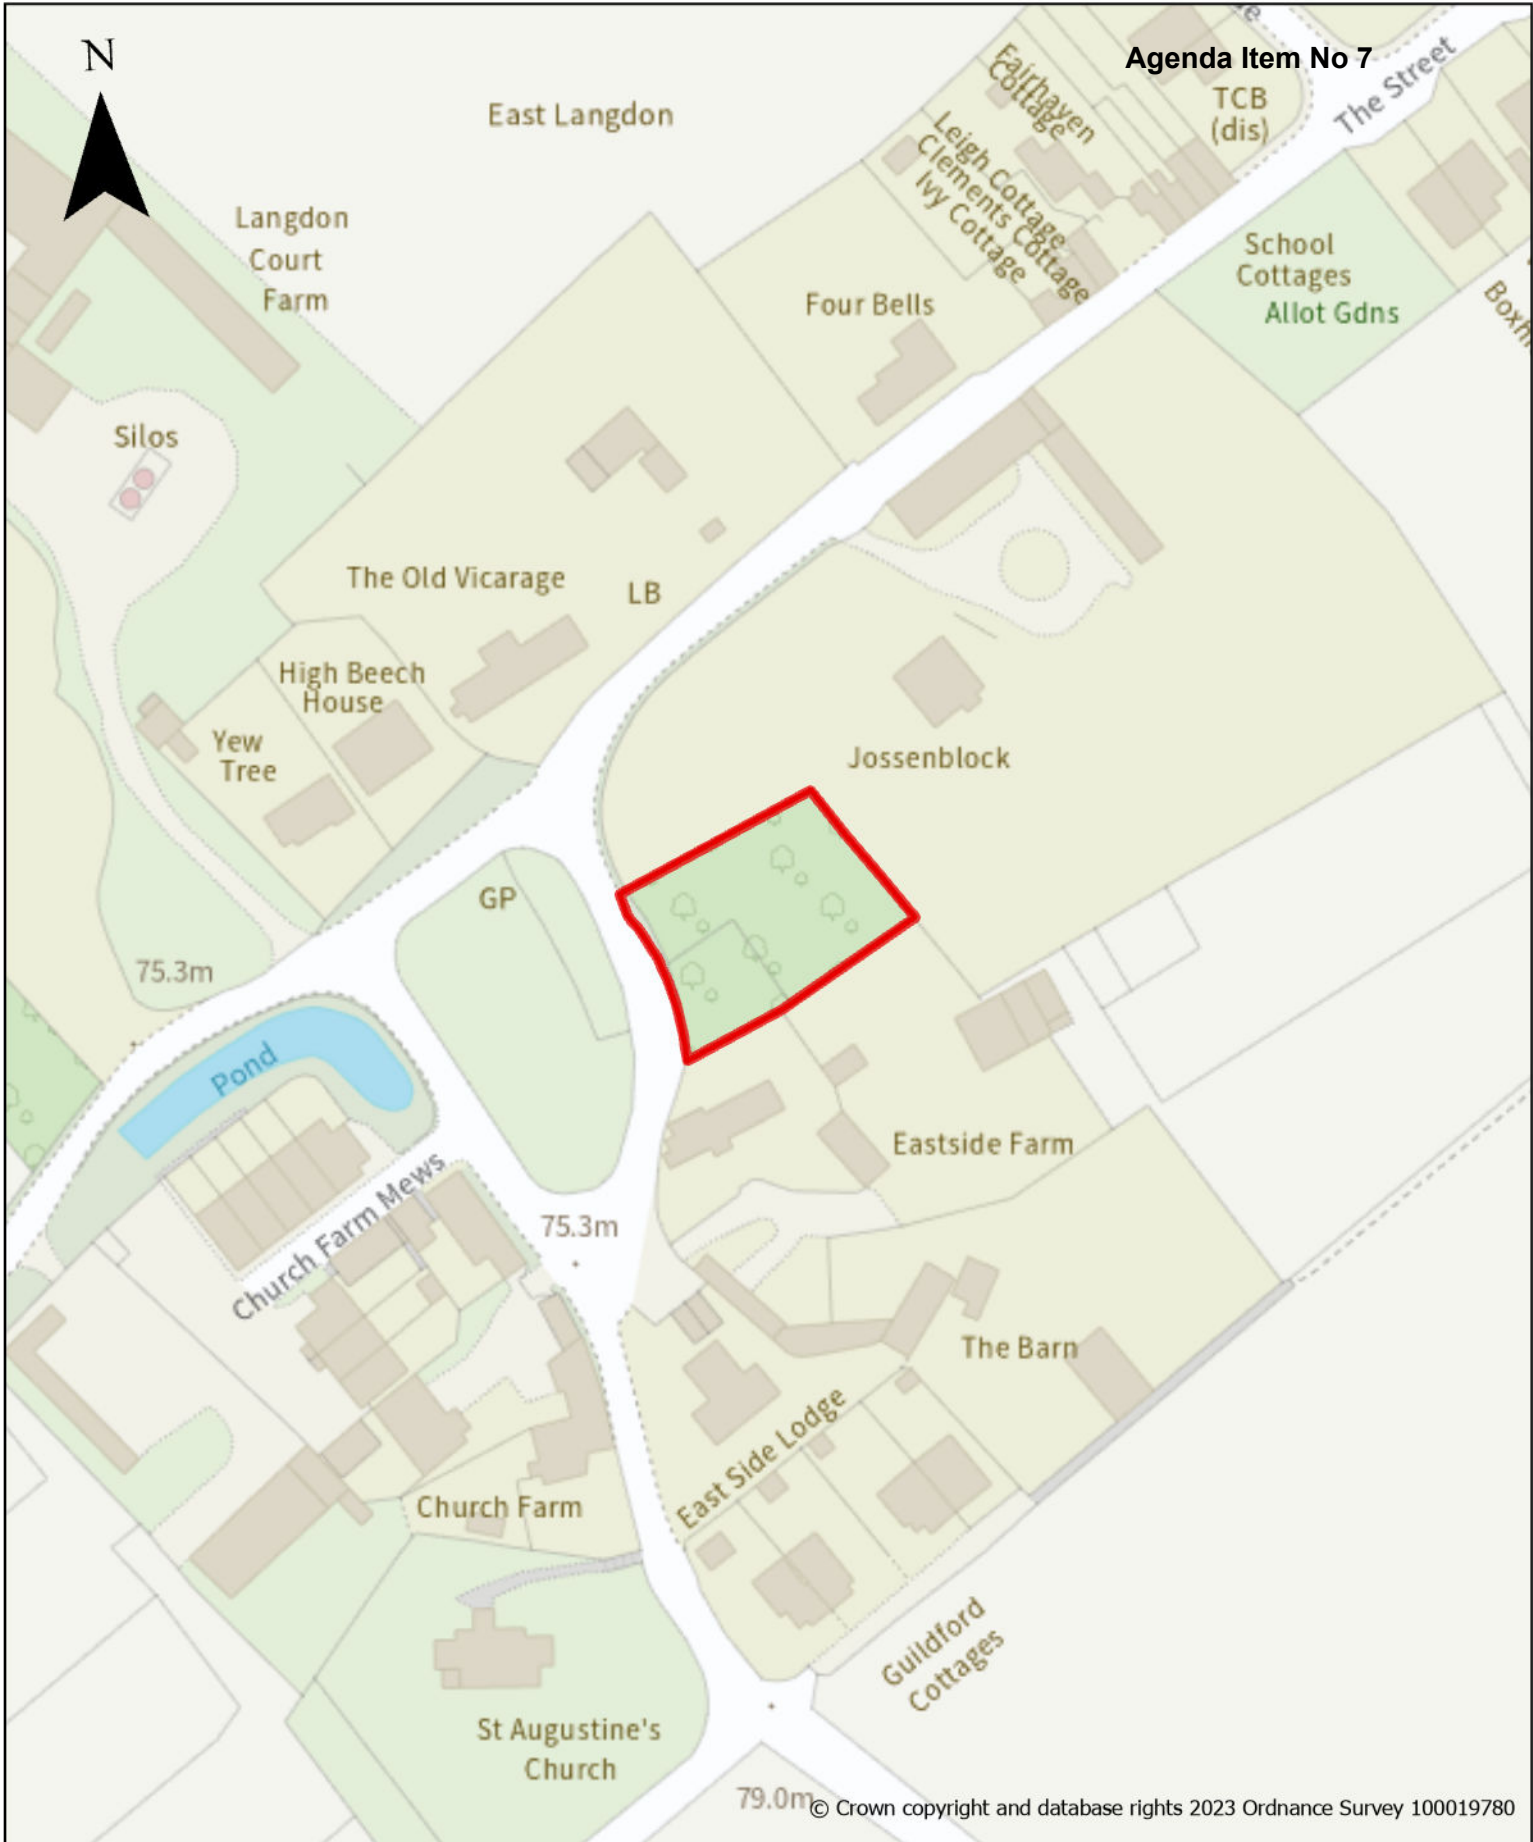 N
Agenda Item No 7
The Street
TCB
(dis)
Fairhaven
Cottage
East Langdon
Leigh Cottage
Clements Cottage
Ivy Cottage
Langdon
Court
Farm
School
Cottages
Allot Gdns
Four Bells
Silos
The Old Vicarage
LB
High Beech
House
Yew
Tree
Jossenblock
GP
75.3m
Pond
Eastside Farm
Church Farm Mews
75.3m
The Barn
East Side Lodge
Church Farm
Guildford
Cottages
St Augustine's
Church
79.0m
© Crown copyright and database rights 2023 Ordnance Survey 100019780